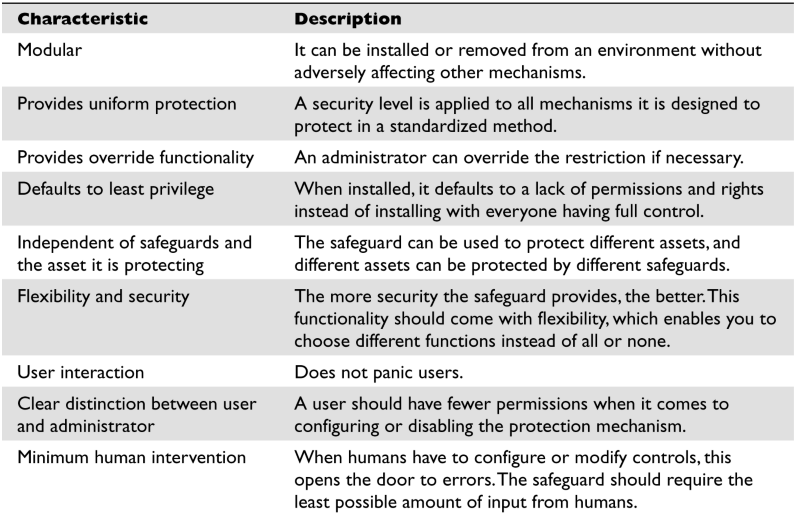 Characteristic Description
Modular It can be installed or removed from an environment without
adversely affecting other mechanisms.
Provides uniform protection A security level is applied to all mechanisms it is designed to
protect in a standardized method.
Provides override functionality An administrator can override the restriction if necessary.
Defaults to least privilege When installed, it defaults to a lack of permissions and rights
instead of installing with everyone having full control.
Independent of safeguards and The safeguard can be used to protect different assets, and
the asset it is protecting different assets can be protected by different safeguards.
Flexibility and security The more security the safeguard provides, the better. This
functionality should come with flexibility, which enables you to
choose different functions instead of all or none.
User interaction Does not panic users.
Clear distinction between user A user should have fewer permissions when it comes to
and administrator configuring or disabling the protection mechanism.
Minimum human intervention When humans have to configure or modify controls, this
opens the door to errors. The safeguard should require the
least possible amount of input from humans.